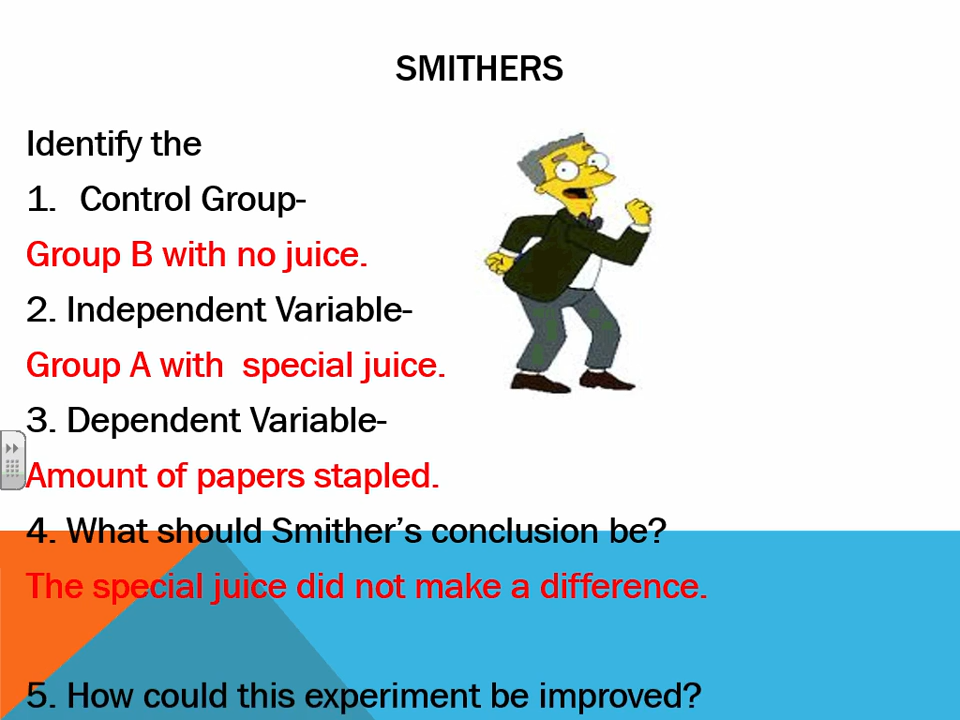 SMITHERS
Identify the
1. Control Group-
Group B with no juice.
2. Independent Variable-
Group A with special juice.
3. Dependent Variable-
Amount of papers stapled.
4. What should Smither’s conclusion be?
The special juice did not make a difference.
5. How could this experiment be improved?